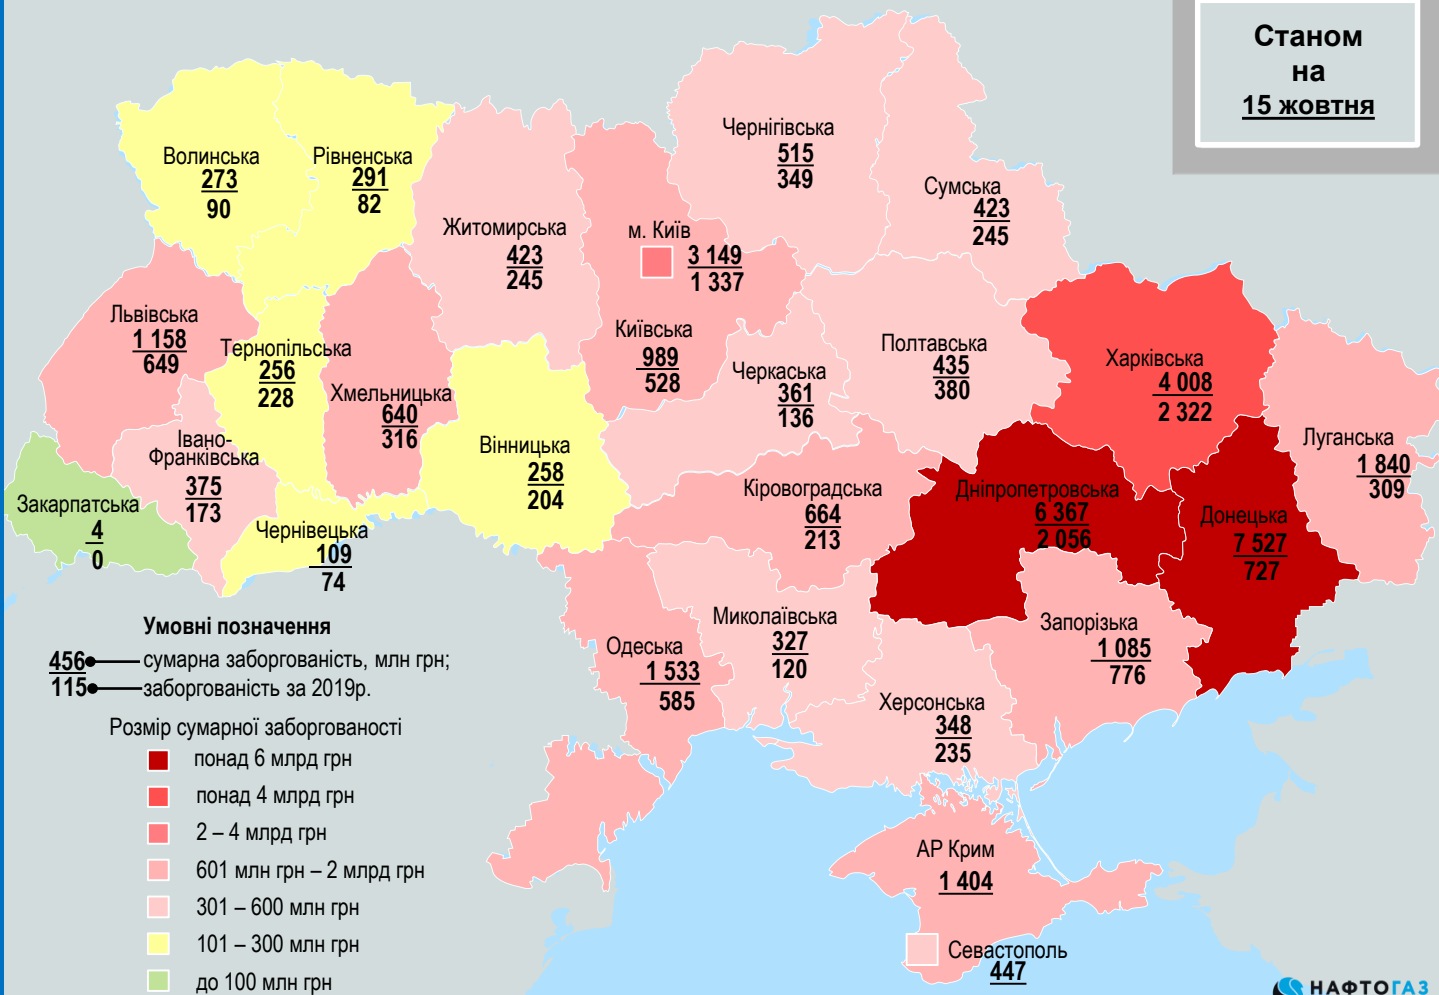 Станом
на
15 жовтня
Волинська
273
90
Рівненська
291
82
Житомирська
423
245
м. Київ
3 149
1 337
Київська
989
528
Чернігівська
515
349
Сумська
423
245
Львівська
1 158
649
Тернопільська
256
228
Хмельницька
640
316
Вінницька
258
204
Черкаська
361
136
Полтавська
435
380
Харківська
4 008
2 322
Луганська
1 840
309
Івано-
Франківська
375
173
Закарпатська
4
0
Чернівецька
109
74
Кіровоградська
664
213
Дніпропетровська
6 367
2 056
Донецька
7 527
727
Одеська
1 533
585
Миколаївська
327
120
Запорізька
1 085
776
Херсонська
348
235
АР Крим
1 404
Севастополь
447
Умовні позначення
456 сумарна заборгованість, млн грн;
115 заборгованість за 2019р.
Розмір сумарної заборгованості
понад 6 млрд грн
понад 4 млрд грн
2 – 4 млрд грн
601 млн грн – 2 млрд грн
301 – 600 млн грн
101 – 300 млн грн
до 100 млн грн
НАФТОГАЗ